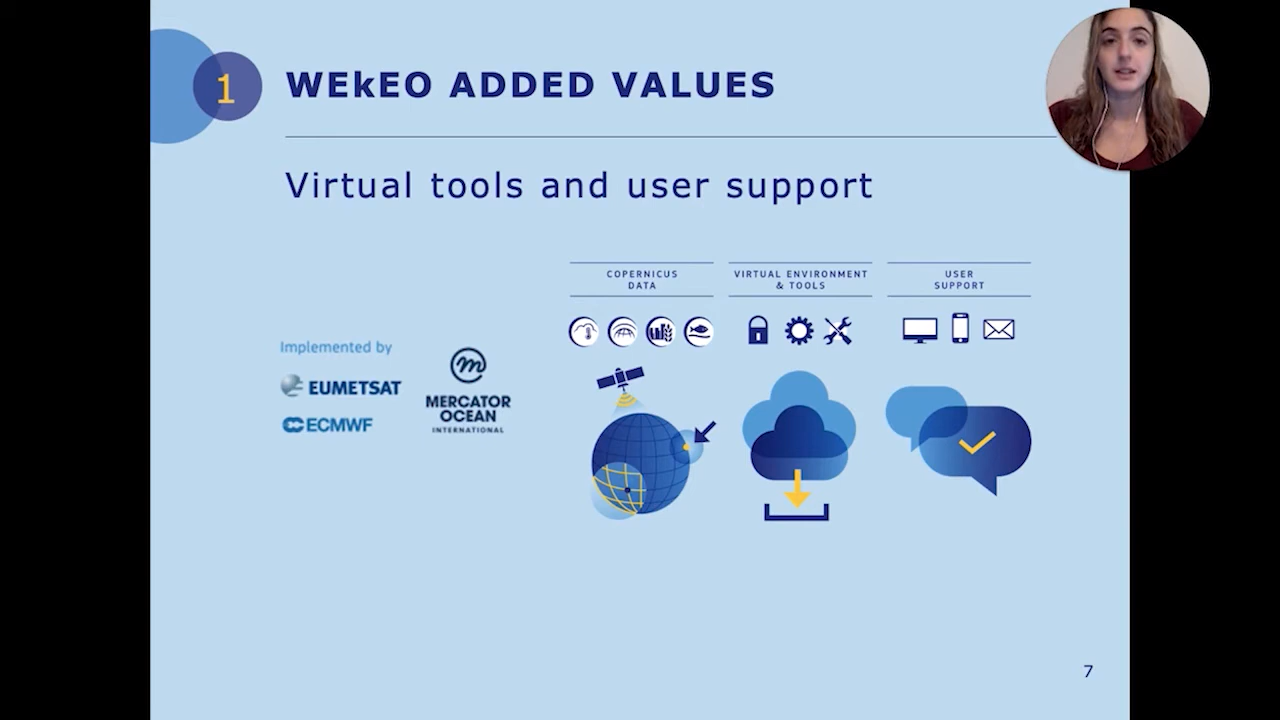 1
WEkEO ADDED VALUES
Virtual tools and user support
COPERNICUS
DATA
VIRTUAL ENVIRONMENT
& TOOLS
USER
SUPPORT
Implemented by
EUMETSAT
ECMWF
m
MERCATOR
OCEAN
INTERNATIONAL
7